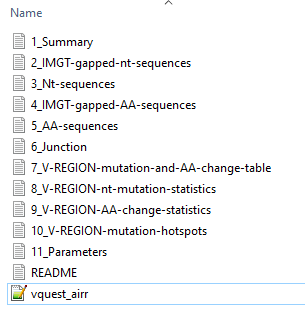 Name
1_Summary
2_IMGT-gapped-nt-sequences
3_Nt-sequences
4_IMGT-gapped-AA-sequences
5_AA-sequences
6_Junction
7_V-REGION-mutation-and-AA-change-table
8_V-REGION-nt-mutation-statistics
9_V-REGION-AA-change-statistics
10_V-REGION-mutation-hotspots
11_Parameters
README
vquest_airr